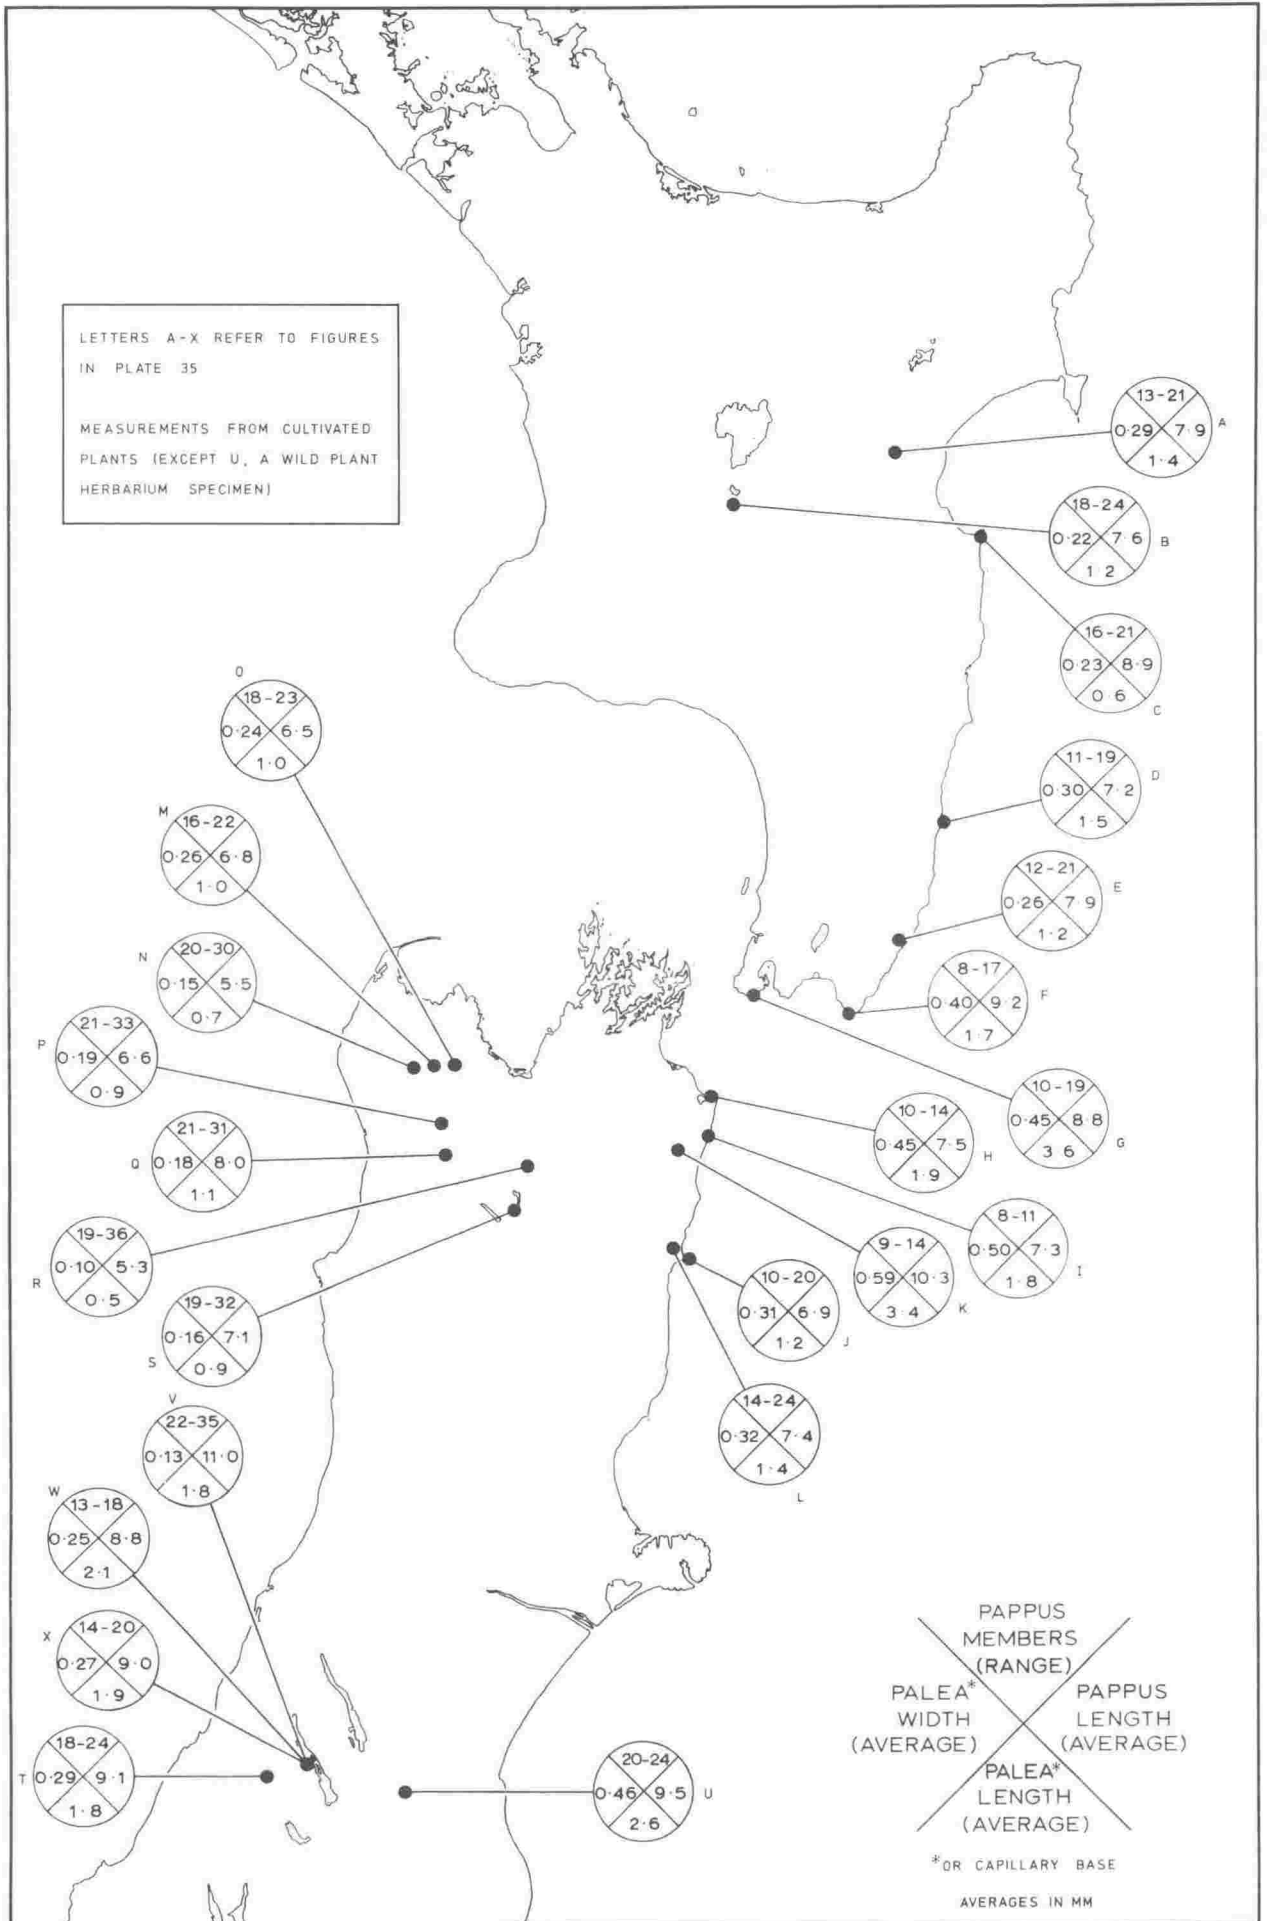 LETTERS A-X REFER TO FIGURES
IN PLATE 35
MEASUREMENTS FROM CULTIVATED
PLANTS (EXCEPT U, A WILD PLANT
HERBARIUM SPECIMEN)
13-21
0·29 7·9 A
1·4
18-24
0·22 7·6 B
1·2
16-21
0·23 8·9
0·6
C
11-19
D
0·30 7·2
1·5
12-21
E
0·26 7·9
1·2
8-17
F
0·40 9·2
1·7
10-19
0·45 8·8
G
3·6
10-14
0·45 7·5
H
1·9
8-11
0·50 7·3
I
1·8
9-14
0·59 10·3
K
3·4
10-20
0·31 6·9
J
1·2
14-24
0·32 7·4
1·4
L
O
18-23
0·24 6·5
1·0
M
16-22
0·26 6·8
1·0
N
20-30
0·15 5·5
0·7
P
21-33
0·19 6·6
0·9
21-31
Q 0·18 8·0
1·1
19-36
0·10 5·3
R
0·5
19-32
0·16 7·1
S
0·9
V
22-35
0·13 11·0
1·8
W
13-18
0·25 8·8
2·1
X
14-20
0·27 9·0
1·9
18-24
T 0·29 9·1
1·8
20-24
0·46 9·5 U
2·6
PAPPUS
MEMBERS
(RANGE)
PALEA*
WIDTH
(AVERAGE)
PAPPUS
LENGTH
(AVERAGE)
PALEA*
LENGTH
(AVERAGE)
*OR CAPILLARY BASE
AVERAGES IN MM